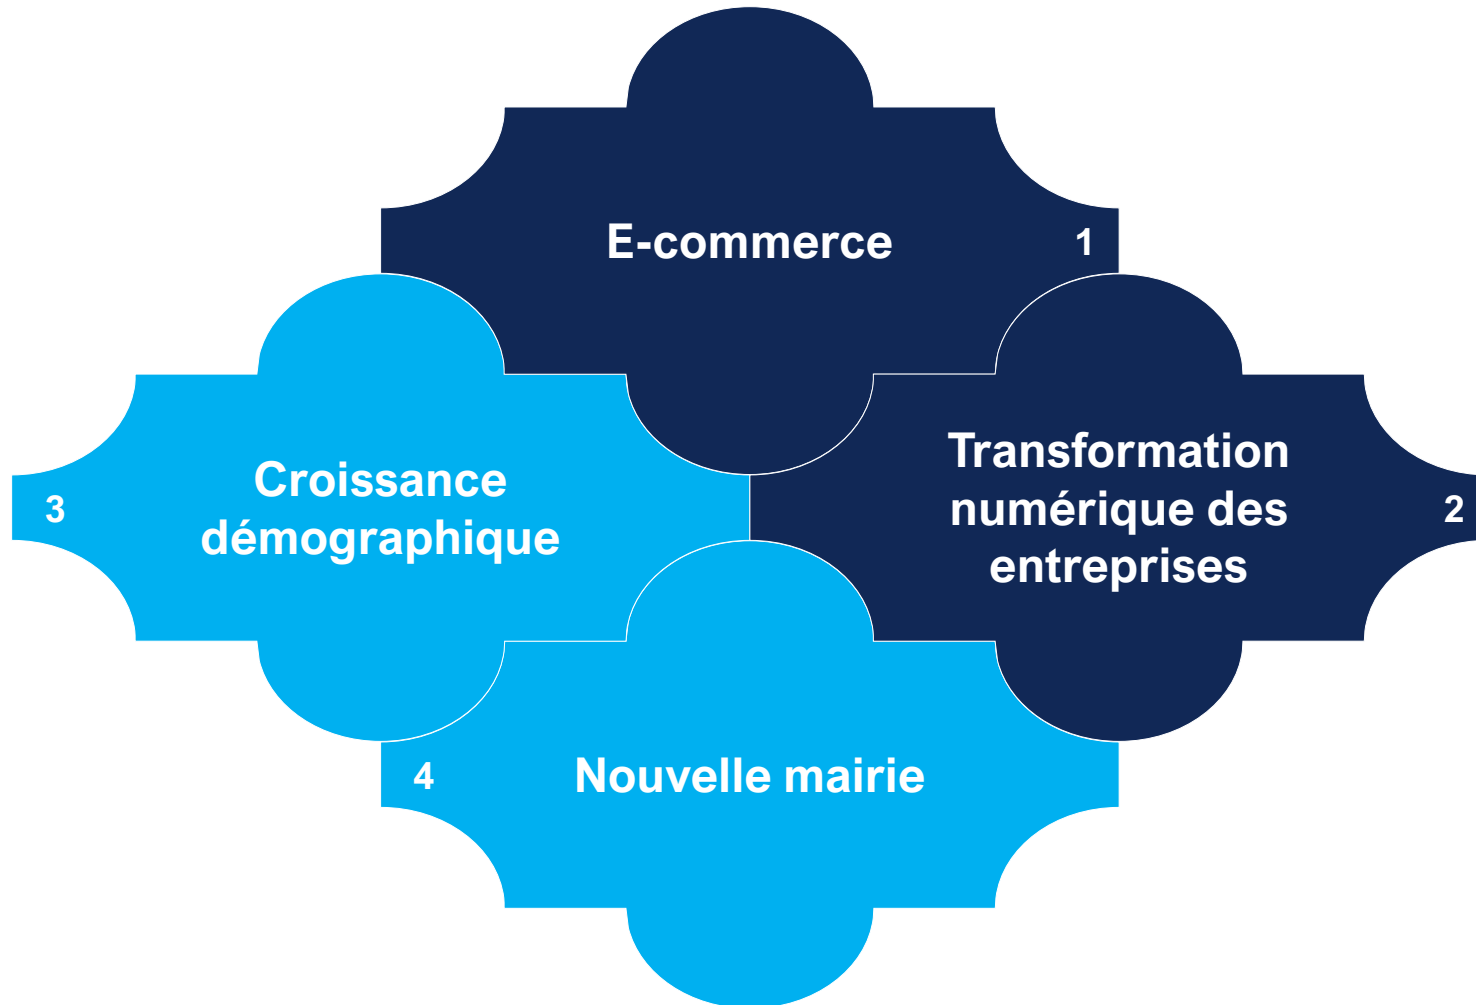 E-commerce
1
Transformation
numérique des
entreprises
2
Croissance
démographique
3
Nouvelle mairie
4